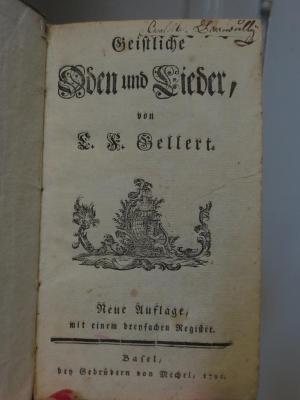 Geistliche
Oden und Lieder,
von
C. F. Gellert.
Neue Auflage,
mit einem dreyfachen Register.
Basel,
bey Gebrüdern von Mechel,